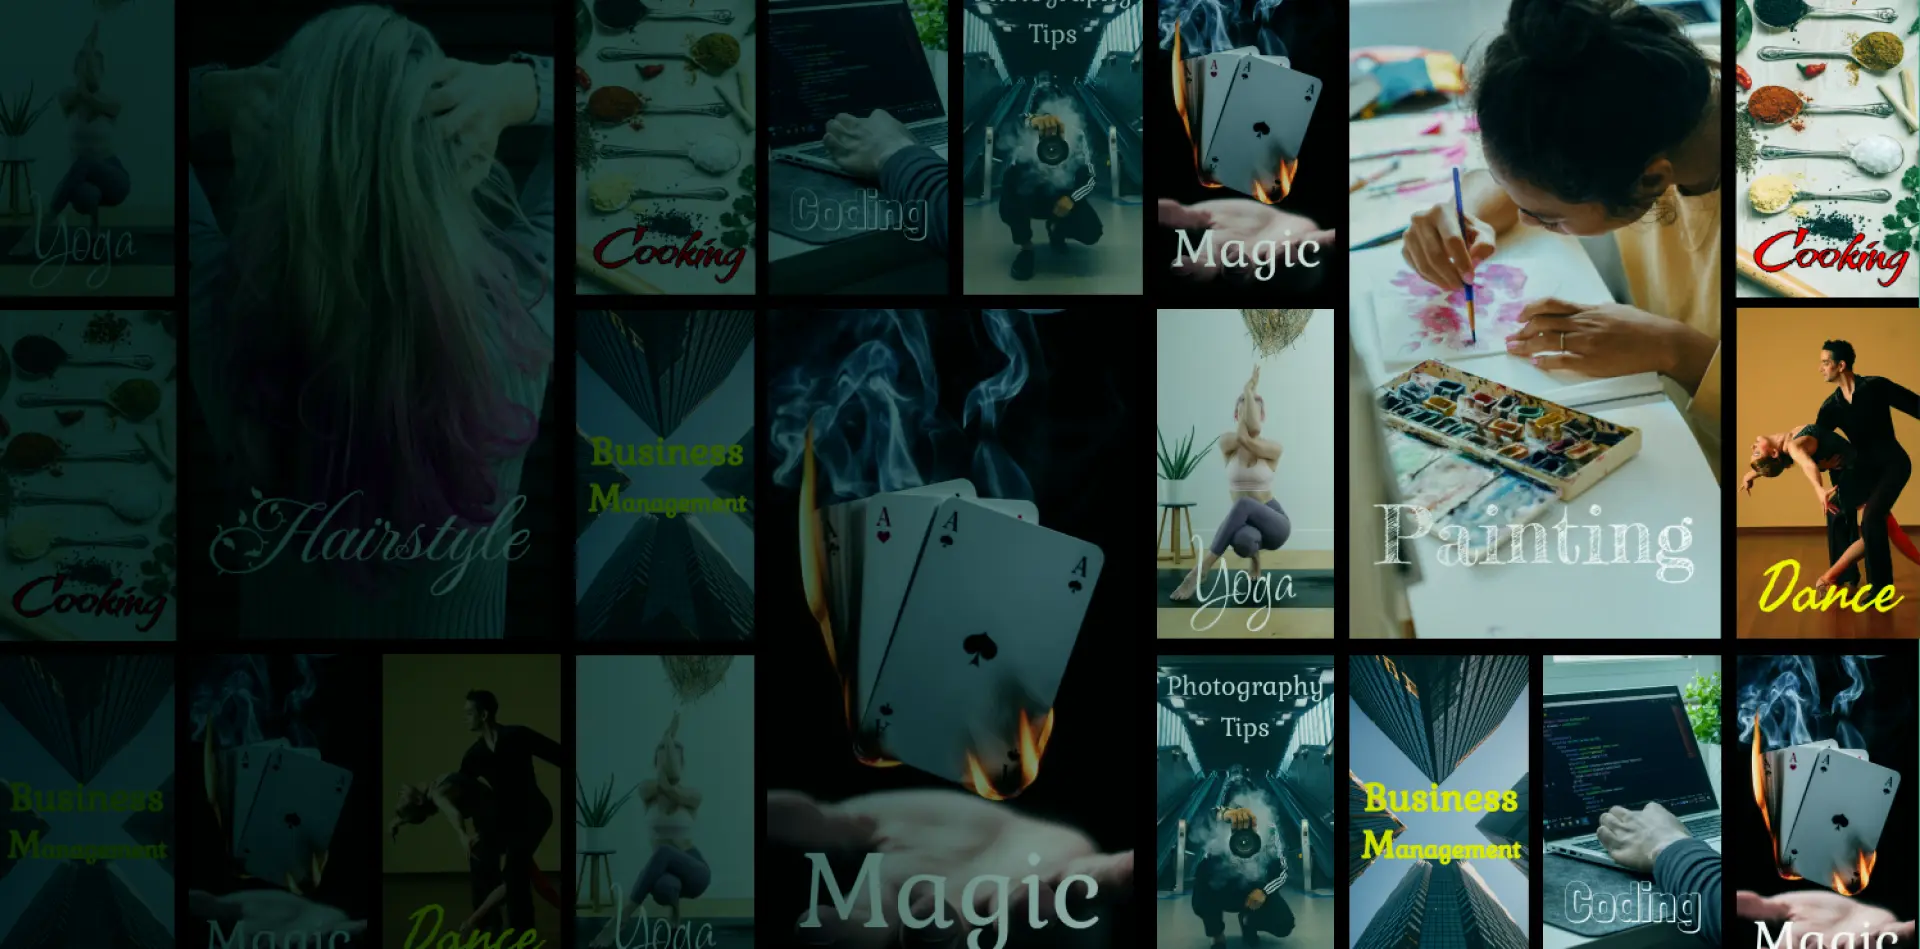 Yoga
Hairstyle
Cooking
Coding
Photography
Tips
Magic
Painting
Cooking
Cooking
Business
Management
Magic
Yoga
Dance
Business
Management
Magic
Dance
Yoga
Photography
Tips
Business
Management
Coding
Magic